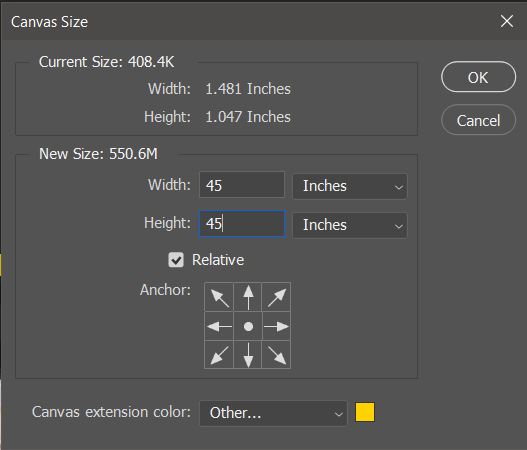 Canvas Size
Current Size: 408.4K
Width: 1.481 Inches
Height: 1.047 Inches
OK
Cancel
New Size: 550.6M
Width: 45 Inches
Height: 45 Inches
Relative
Anchor:
Canvas extension color: Other...